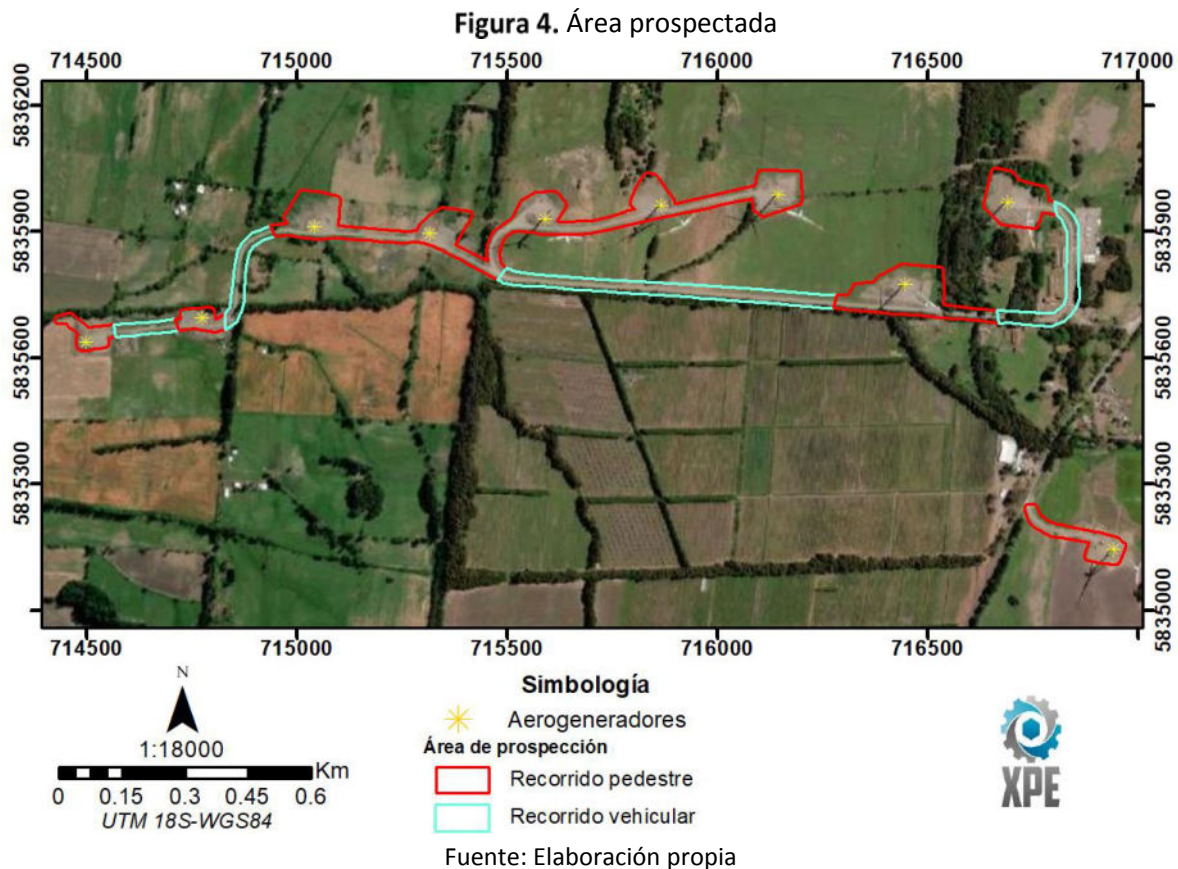 Figura 4. Área prospectada
714500 715000 715500 716000 716500 717000
5836200 5836200
5835900 5835900
5835600 5835600
5835300 5835300
5835000 5835000
714500 715000 715500 716000 716500 717000
N
1:18000
Km
0 0.15 0.3 0.45 0.6
UTM 18S-WGS84
Simbología
Aerogeneradores
Área de prospección
Recorrido pedestre
Recorrido vehicular
XPE
Fuente: Elaboración propia